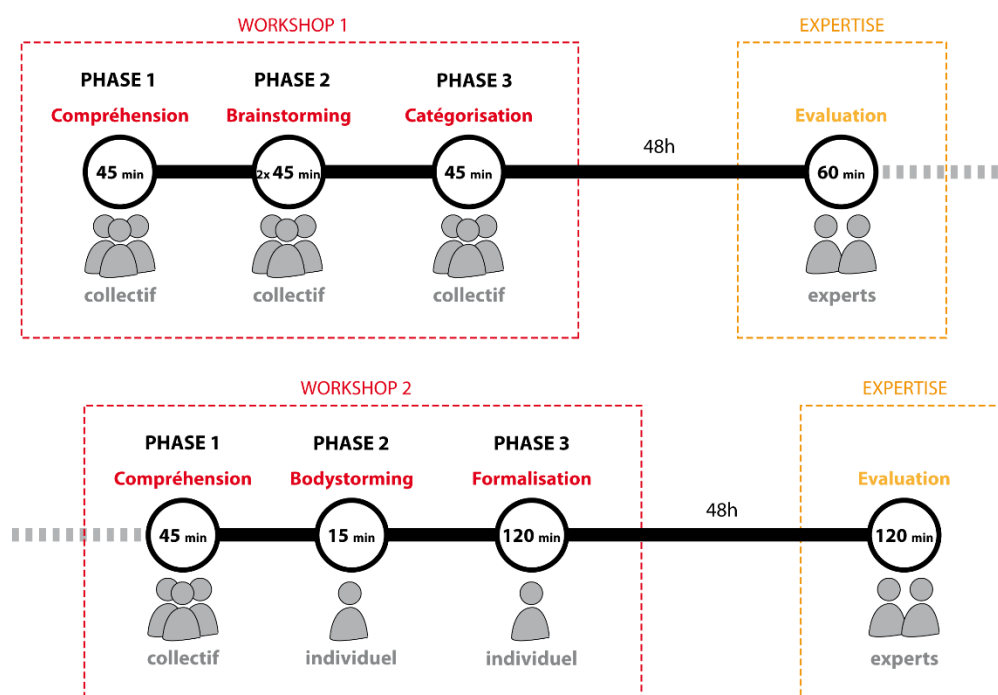 WORKSHOP 1
EXPERTISE
PHASE 1
PHASE 2
PHASE 3
Compréhension
Brainstorming
Catégorisation
Evaluation
48h
45 min
2x 45 min
45 min
60 min
collectif
collectif
collectif
experts
WORKSHOP 2
EXPERTISE
PHASE 1
PHASE 2
PHASE 3
Compréhension
Bodystorming
Formalisation
Evaluation
48h
45 min
15 min
120 min
120 min
collectif
individuel
individuel
experts